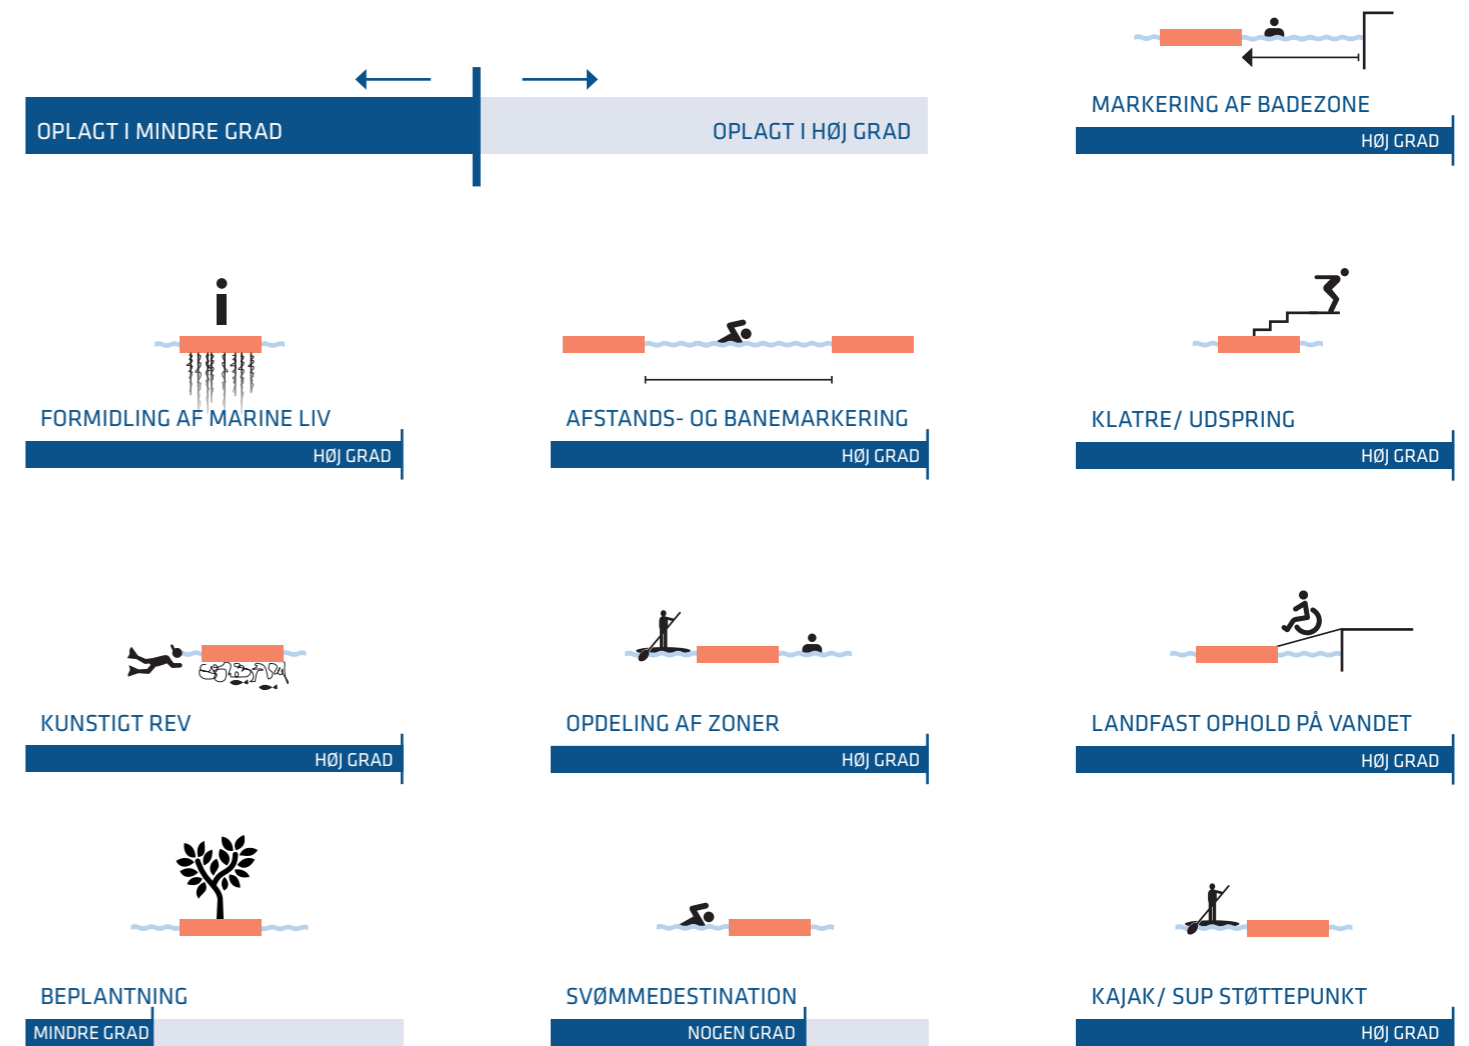 OPLAGT I MINDRE GRAD
OPLAGT I HØJ GRAD
MARKERING AF BADEZONE
HØJ GRAD
FORMIDLING AF MARINE LIV
HØJ GRAD
AFSTANDS- OG BANEMARKERING
HØJ GRAD
KLATRE/ UDSPRING
HØJ GRAD
KUNSTIGT REV
HØJ GRAD
OPDELING AF ZONER
HØJ GRAD
LANDFAST OPHOLD PÅ VANDET
HØJ GRAD
BEPLANTNING
MINDRE GRAD
SVØMMEDESTINATION
NOGEN GRAD
KAJAK/ SUP STØTTEPUNKT
HØJ GRAD